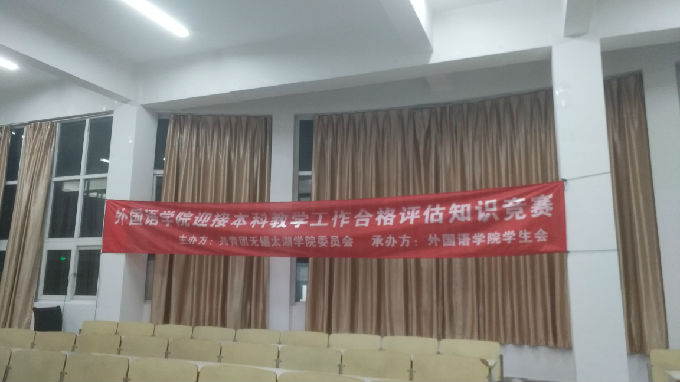 外国语学院迎接本科教学工作合格评估知识竞赛
主办方：共青团无锡太湖学院委员会 承办方：外国语学院学生会